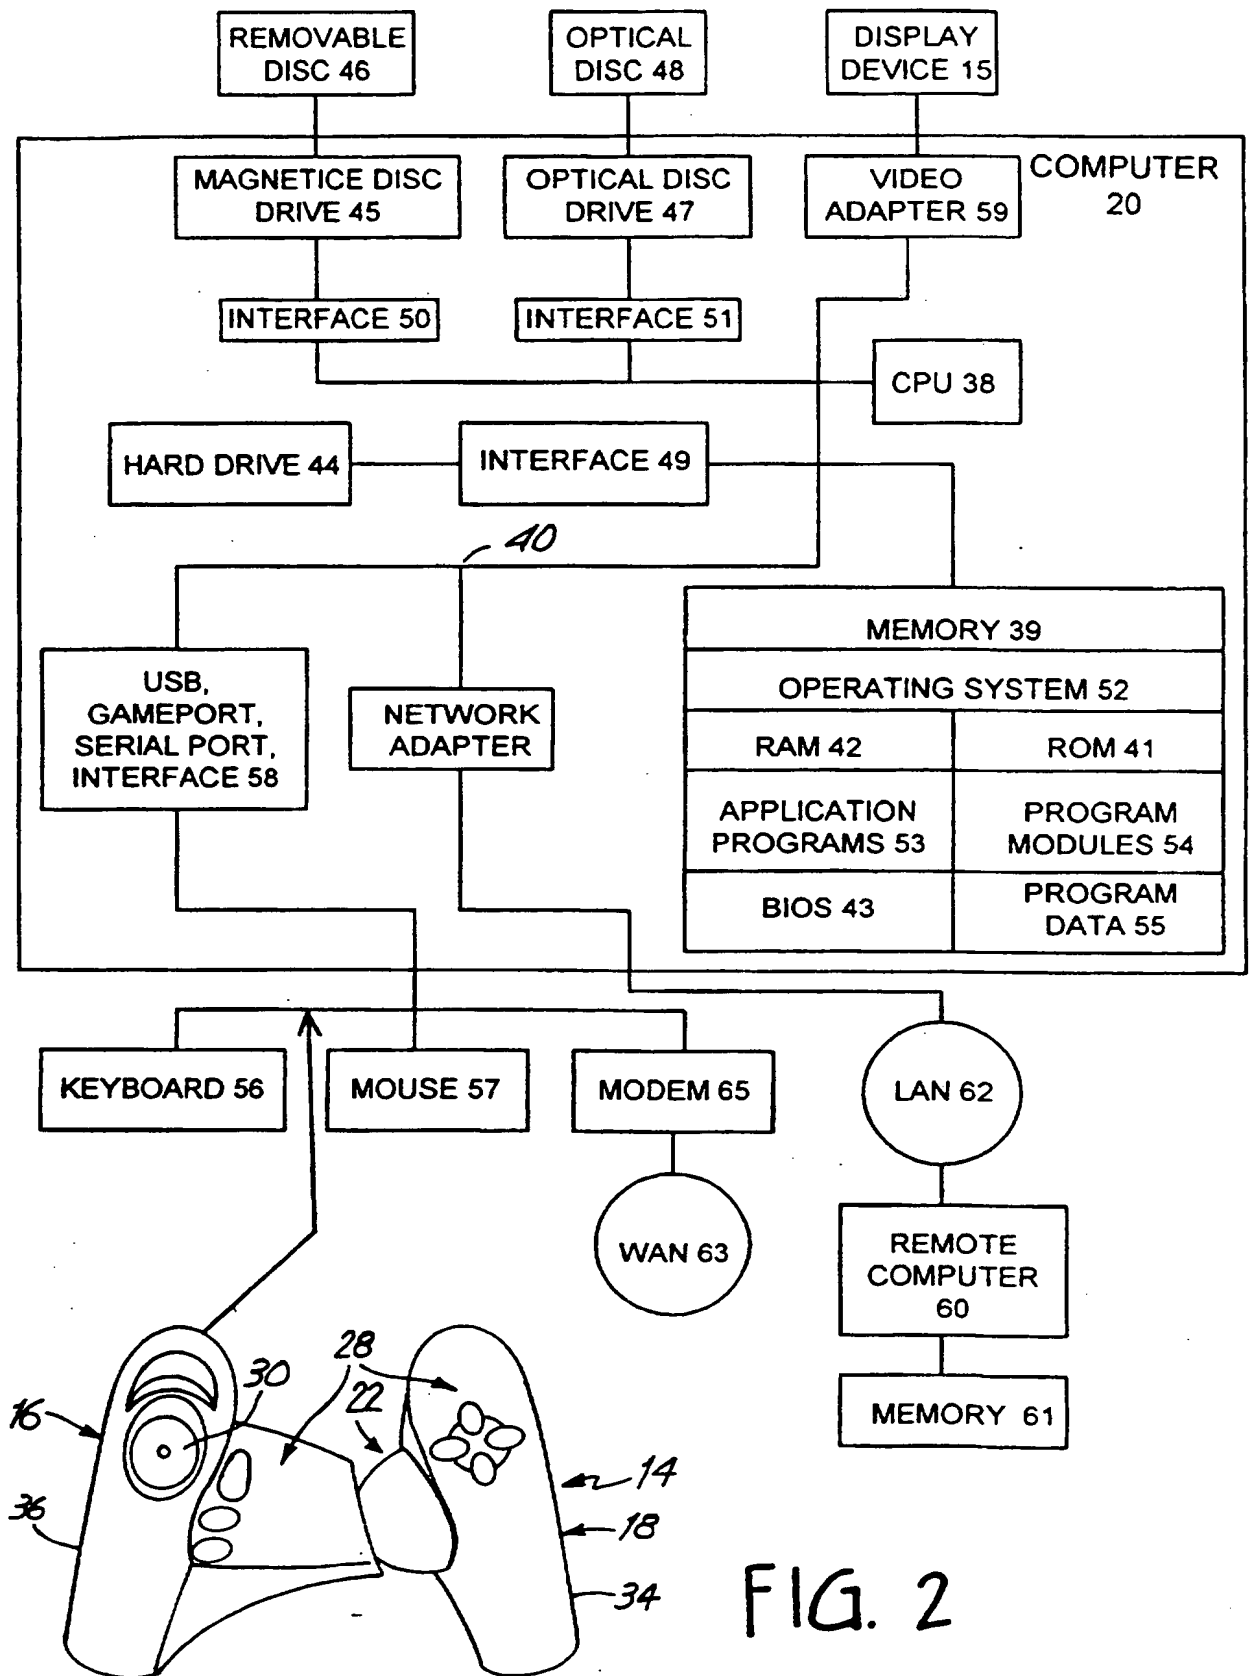 REMOVABLE
DISC 46
OPTICAL
DISC 48
DISPLAY
DEVICE 15
COMPUTER
20
MAGNETICE DISC
DRIVE 45
OPTICAL DISC
DRIVE 47
VIDEO
ADAPTER 59
INTERFACE 50
INTERFACE 51
CPU 38
HARD DRIVE 44
INTERFACE 49
40
MEMORY 39
OPERATING SYSTEM 52
RAM 42
ROM 41
APPLICATION
PROGRAMS 53
PROGRAM
MODULES 54
BIOS 43
PROGRAM
DATA 55
USB,
GAMEPORT,
SERIAL PORT,
INTERFACE 58
NETWORK
ADAPTER
KEYBOARD 56
MOUSE 57
MODEM 65
LAN 62
WAN 63
REMOTE
COMPUTER
60
MEMORY 61
28
30
22
16
14
36
18
34
FIG. 2